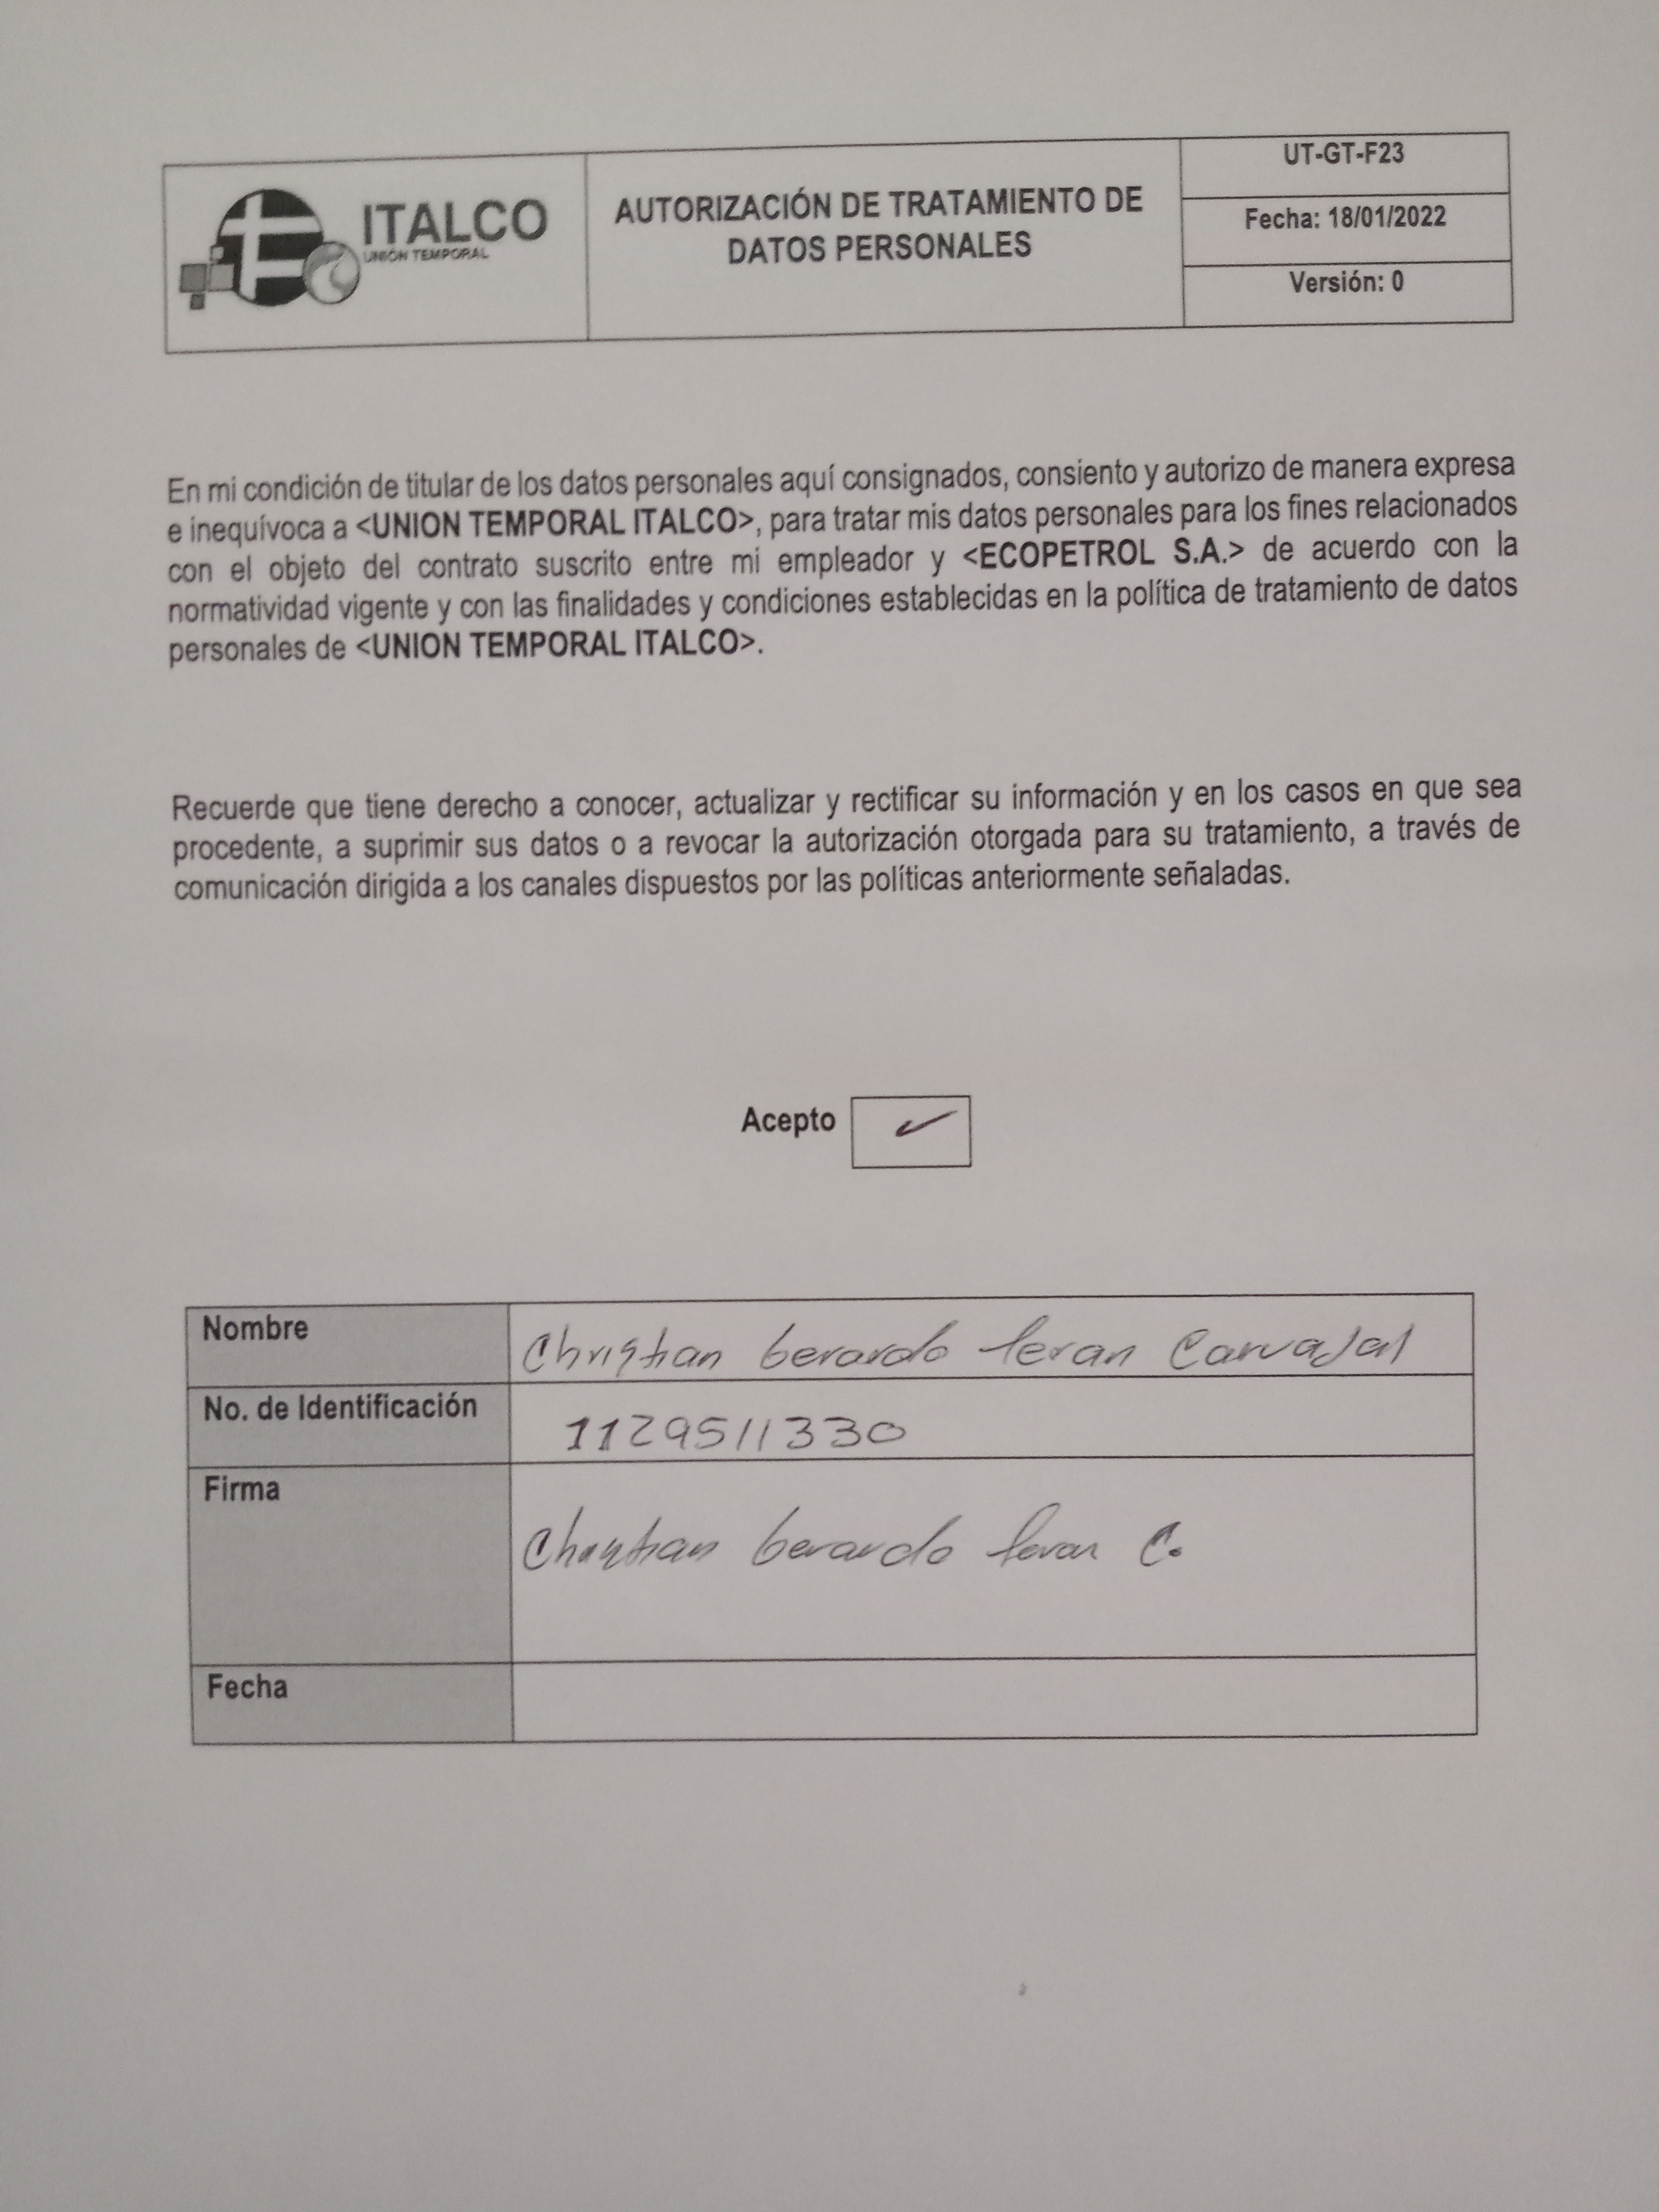 ITALCO
UNIÓN TEMPORAL
AUTORIZACIÓN DE TRATAMIENTO DE
DATOS PERSONALES
UT-GT-F23
Fecha: 18/01/2022
Versión: 0
En mi condición de titular de los datos personales aquí consignados, consiento y autorizo de manera expresa
e inequívoca a <UNION TEMPORAL ITALCO>, para tratar mis datos personales para los fines relacionados
con el objeto del contrato suscrito entre mi empleador y <ECOPETROL S.A.> de acuerdo con la
normatividad vigente y con las finalidades y condiciones establecidas en la política de tratamiento de datos
personales de <UNION TEMPORAL ITALCO>.
Recuerde que tiene derecho a conocer, actualizar y rectificar su información y en los casos en que sea
procedente, a suprimir sus datos o a revocar la autorización otorgada para su tratamiento, a través de
comunicación dirigida a los canales dispuestos por las políticas anteriormente señaladas.
Acepto ✓
Nombre Christian Gerardo Teran Carvajal
No. de Identificación 1129511330
Firma Christian Gerardo Teran C.
Fecha